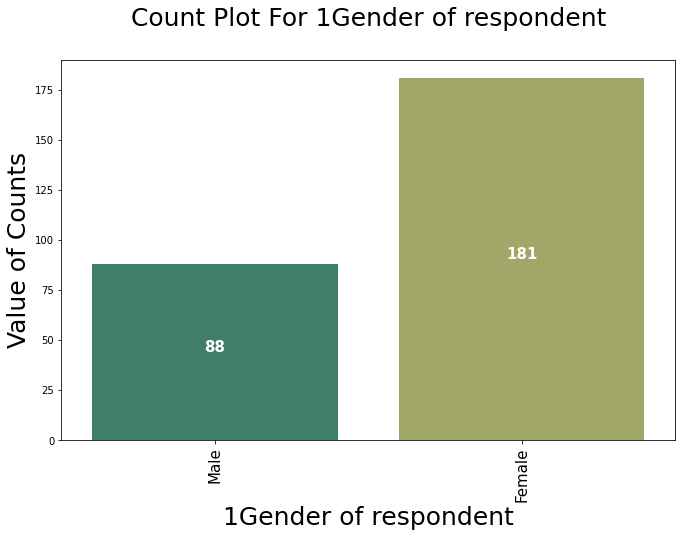 Count Plot For 1Gender of respondent
Value of Counts
175
150
125
100
75
50
25
0
88
181
Male
Female
1Gender of respondent